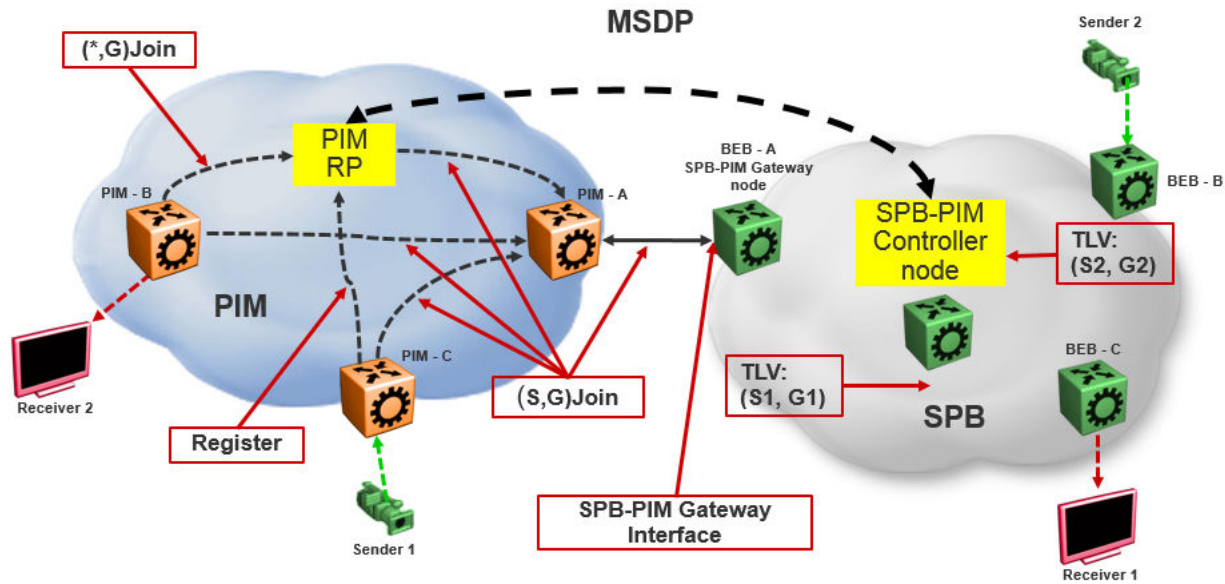 MSDP
(*,G)Join
Sender 2
PIM
RP
BEB - A
SPB-PIM Gateway
node
PIM - B
PIM - A
BEB - B
SPB-PIM
Controller
node
TLV:
(S2, G2)
PIM
PIM - C
BEB - C
TLV:
(S1, G1)
(S,G)Join
Receiver 2
SPB
Register
SPB-PIM Gateway
Interface
Sender 1
Receiver 1